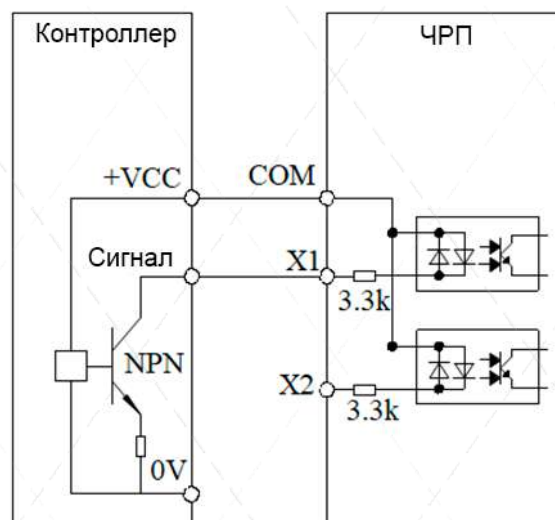 Контроллер
ЧРП
+VCC
COM
Сигнал
X1
3.3k
NPN
X2
3.3k
0V